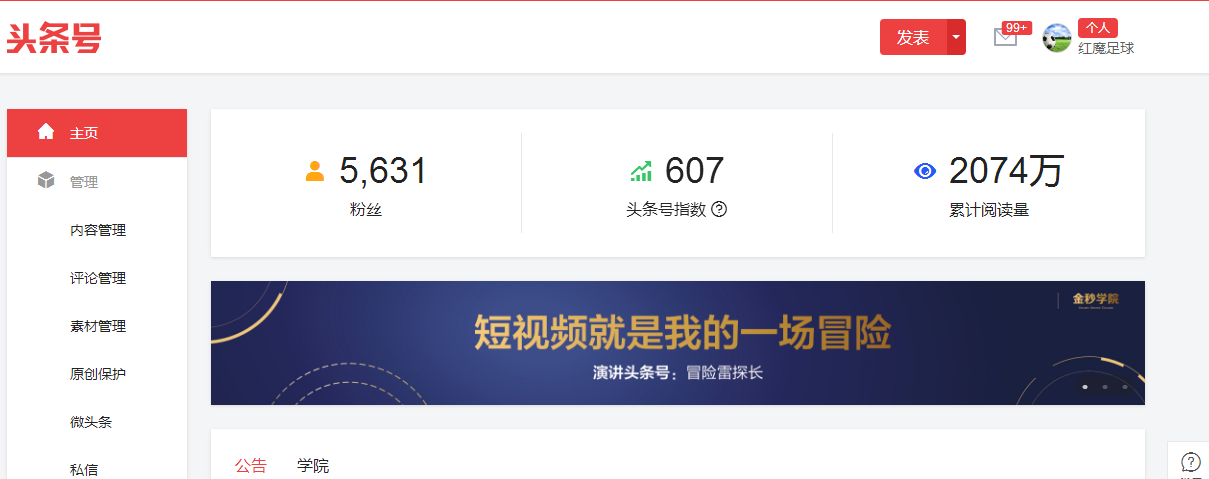 头条号
发表
99+
个人
红魔足球
主页
管理
内容管理
评论管理
素材管理
原创保护
微头条
私信
5,631
粉丝
607
头条号指数
2074万
累计阅读量
金秒学院
短视频就是我的一场冒险
演讲头条号：冒险雷探长
公告
学院